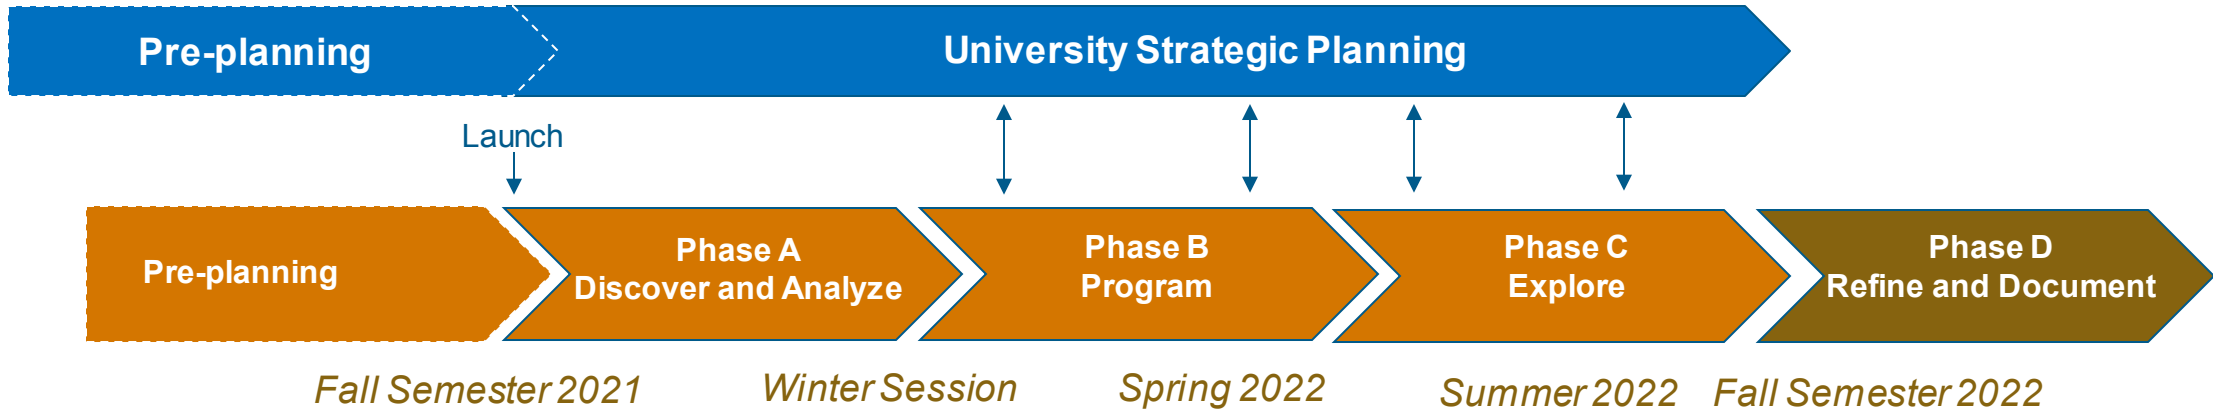 Pre-planning
University Strategic Planning
Launch
Pre-planning
Phase A
Discover and Analyze
Phase B
Program
Phase C
Explore
Phase D
Refine and Document
Fall Semester 2021
Winter Session
Spring 2022
Summer 2022
Fall Semester 2022